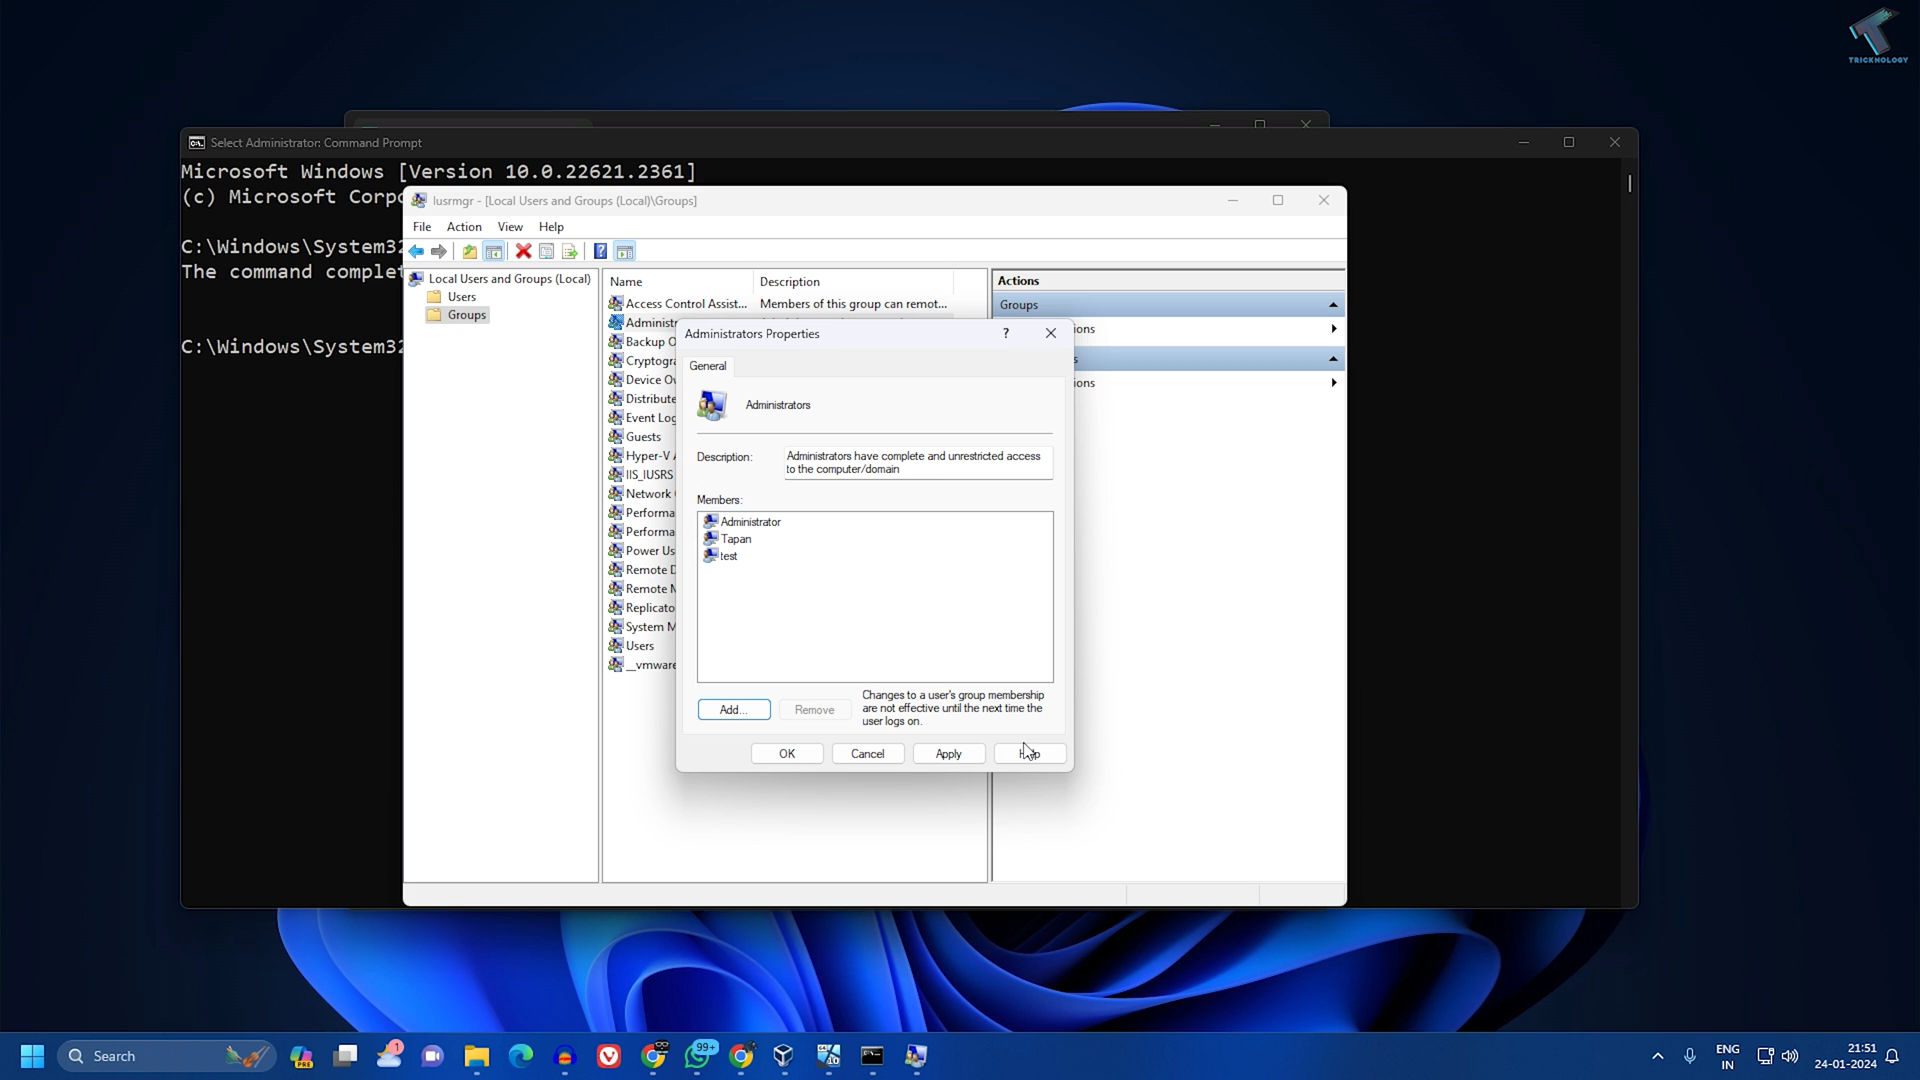 TRICKNOLOGY
Select Administrator: Command Prompt
Microsoft Windows [Version 10.0.22621.2361]
(c) Microsoft Corpo
C:\Windows\System32
The command complet
C:\Windows\System32
lusrmgr - [Local Users and Groups (Local)\Groups]
File Action View Help
Local Users and Groups (Local)
Users
Groups
Name Description
Access Control Assist... Members of this group can remot...
Administr
Backup O
Cryptogra
Device Ow
Distribute
Event Log
Guests
Hyper-V A
IIS_IUSRS
Network
Performa
Performa
Power Us
Remote D
Remote M
Replicato
System M
Users
__vmware
Actions
Groups
ions
s
ions
Administrators Properties
General
Administrators
Description: Administrators have complete and unrestricted access
to the computer/domain
Members:
Administrator
Tapan
test
Add... Remove
Changes to a user's group membership
are not effective until the next time the
user logs on.
OK Cancel Apply
Search
PRE
1
99+
10
ENG
IN
21:51
24-01-2024